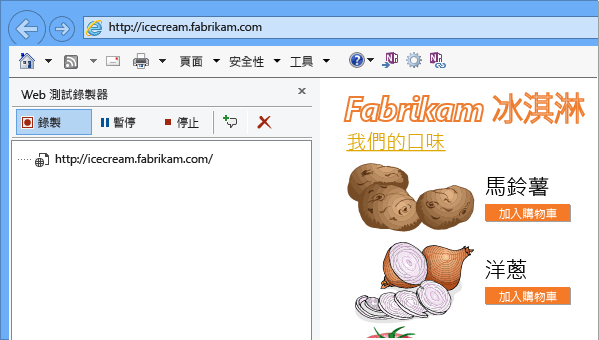 http://icecream.fabrikam.com
頁面 安全性 工具
Web 測試錄製器
錄製 暫停 停止
http://icecream.fabrikam.com/
Fabrikam 冰淇淋
我們的口味
馬鈴薯
加入購物車
洋蔥
加入購物車